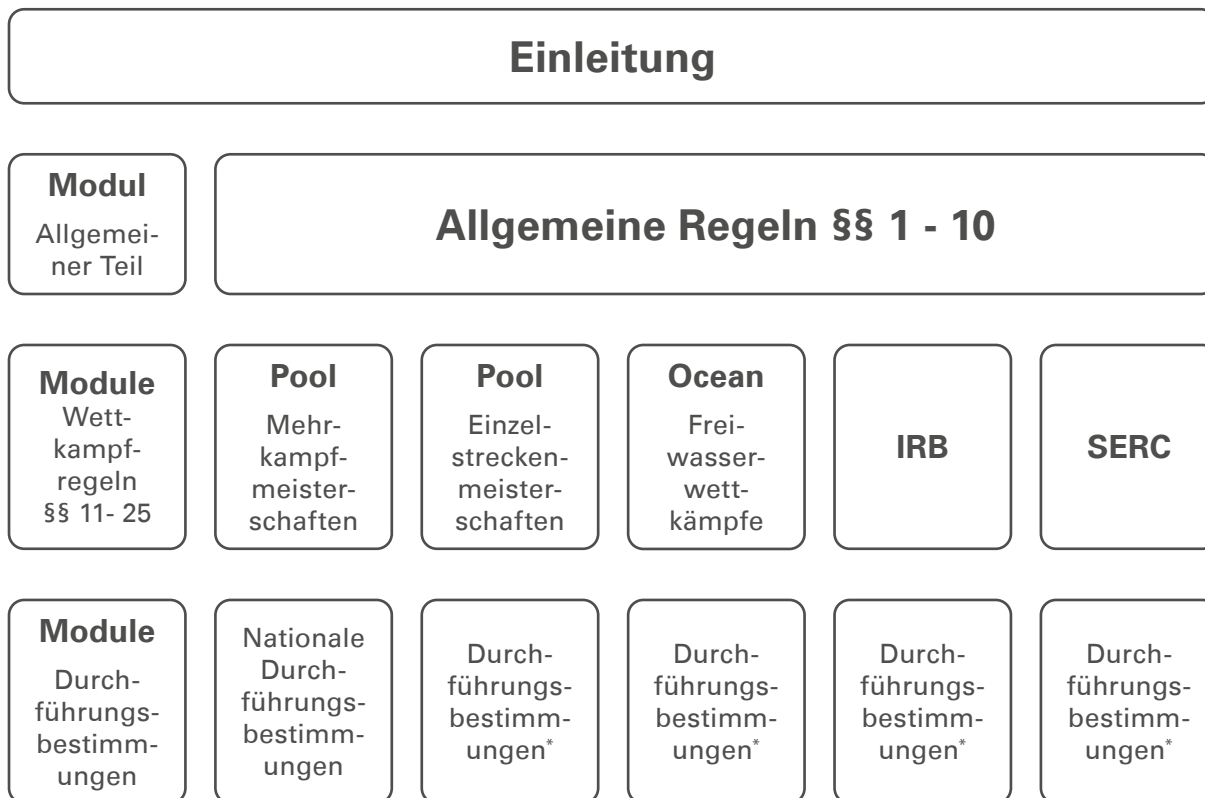 Einleitung
Modul
Allgemei-
ner Teil
Allgemeine Regeln §§ 1 - 10
Module
Wett-
kampf-
regeln
§§ 11- 25
Pool
Mehr-
kampf-
meister-
schaften
Pool
Einzel-
strecken-
meister-
schaften
Ocean
Frei-
wasser-
wett-
kämpfe
IRB
SERC
Module
Durch-
führungs-
bestimm-
ungen
Nationale
Durch-
führungs-
bestimm-
ungen
Durch-
führungs-
bestimm-
ungen*
Durch-
führungs-
bestimm-
ungen*
Durch-
führungs-
bestimm-
ungen*
Durch-
führungs-
bestimm-
ungen*